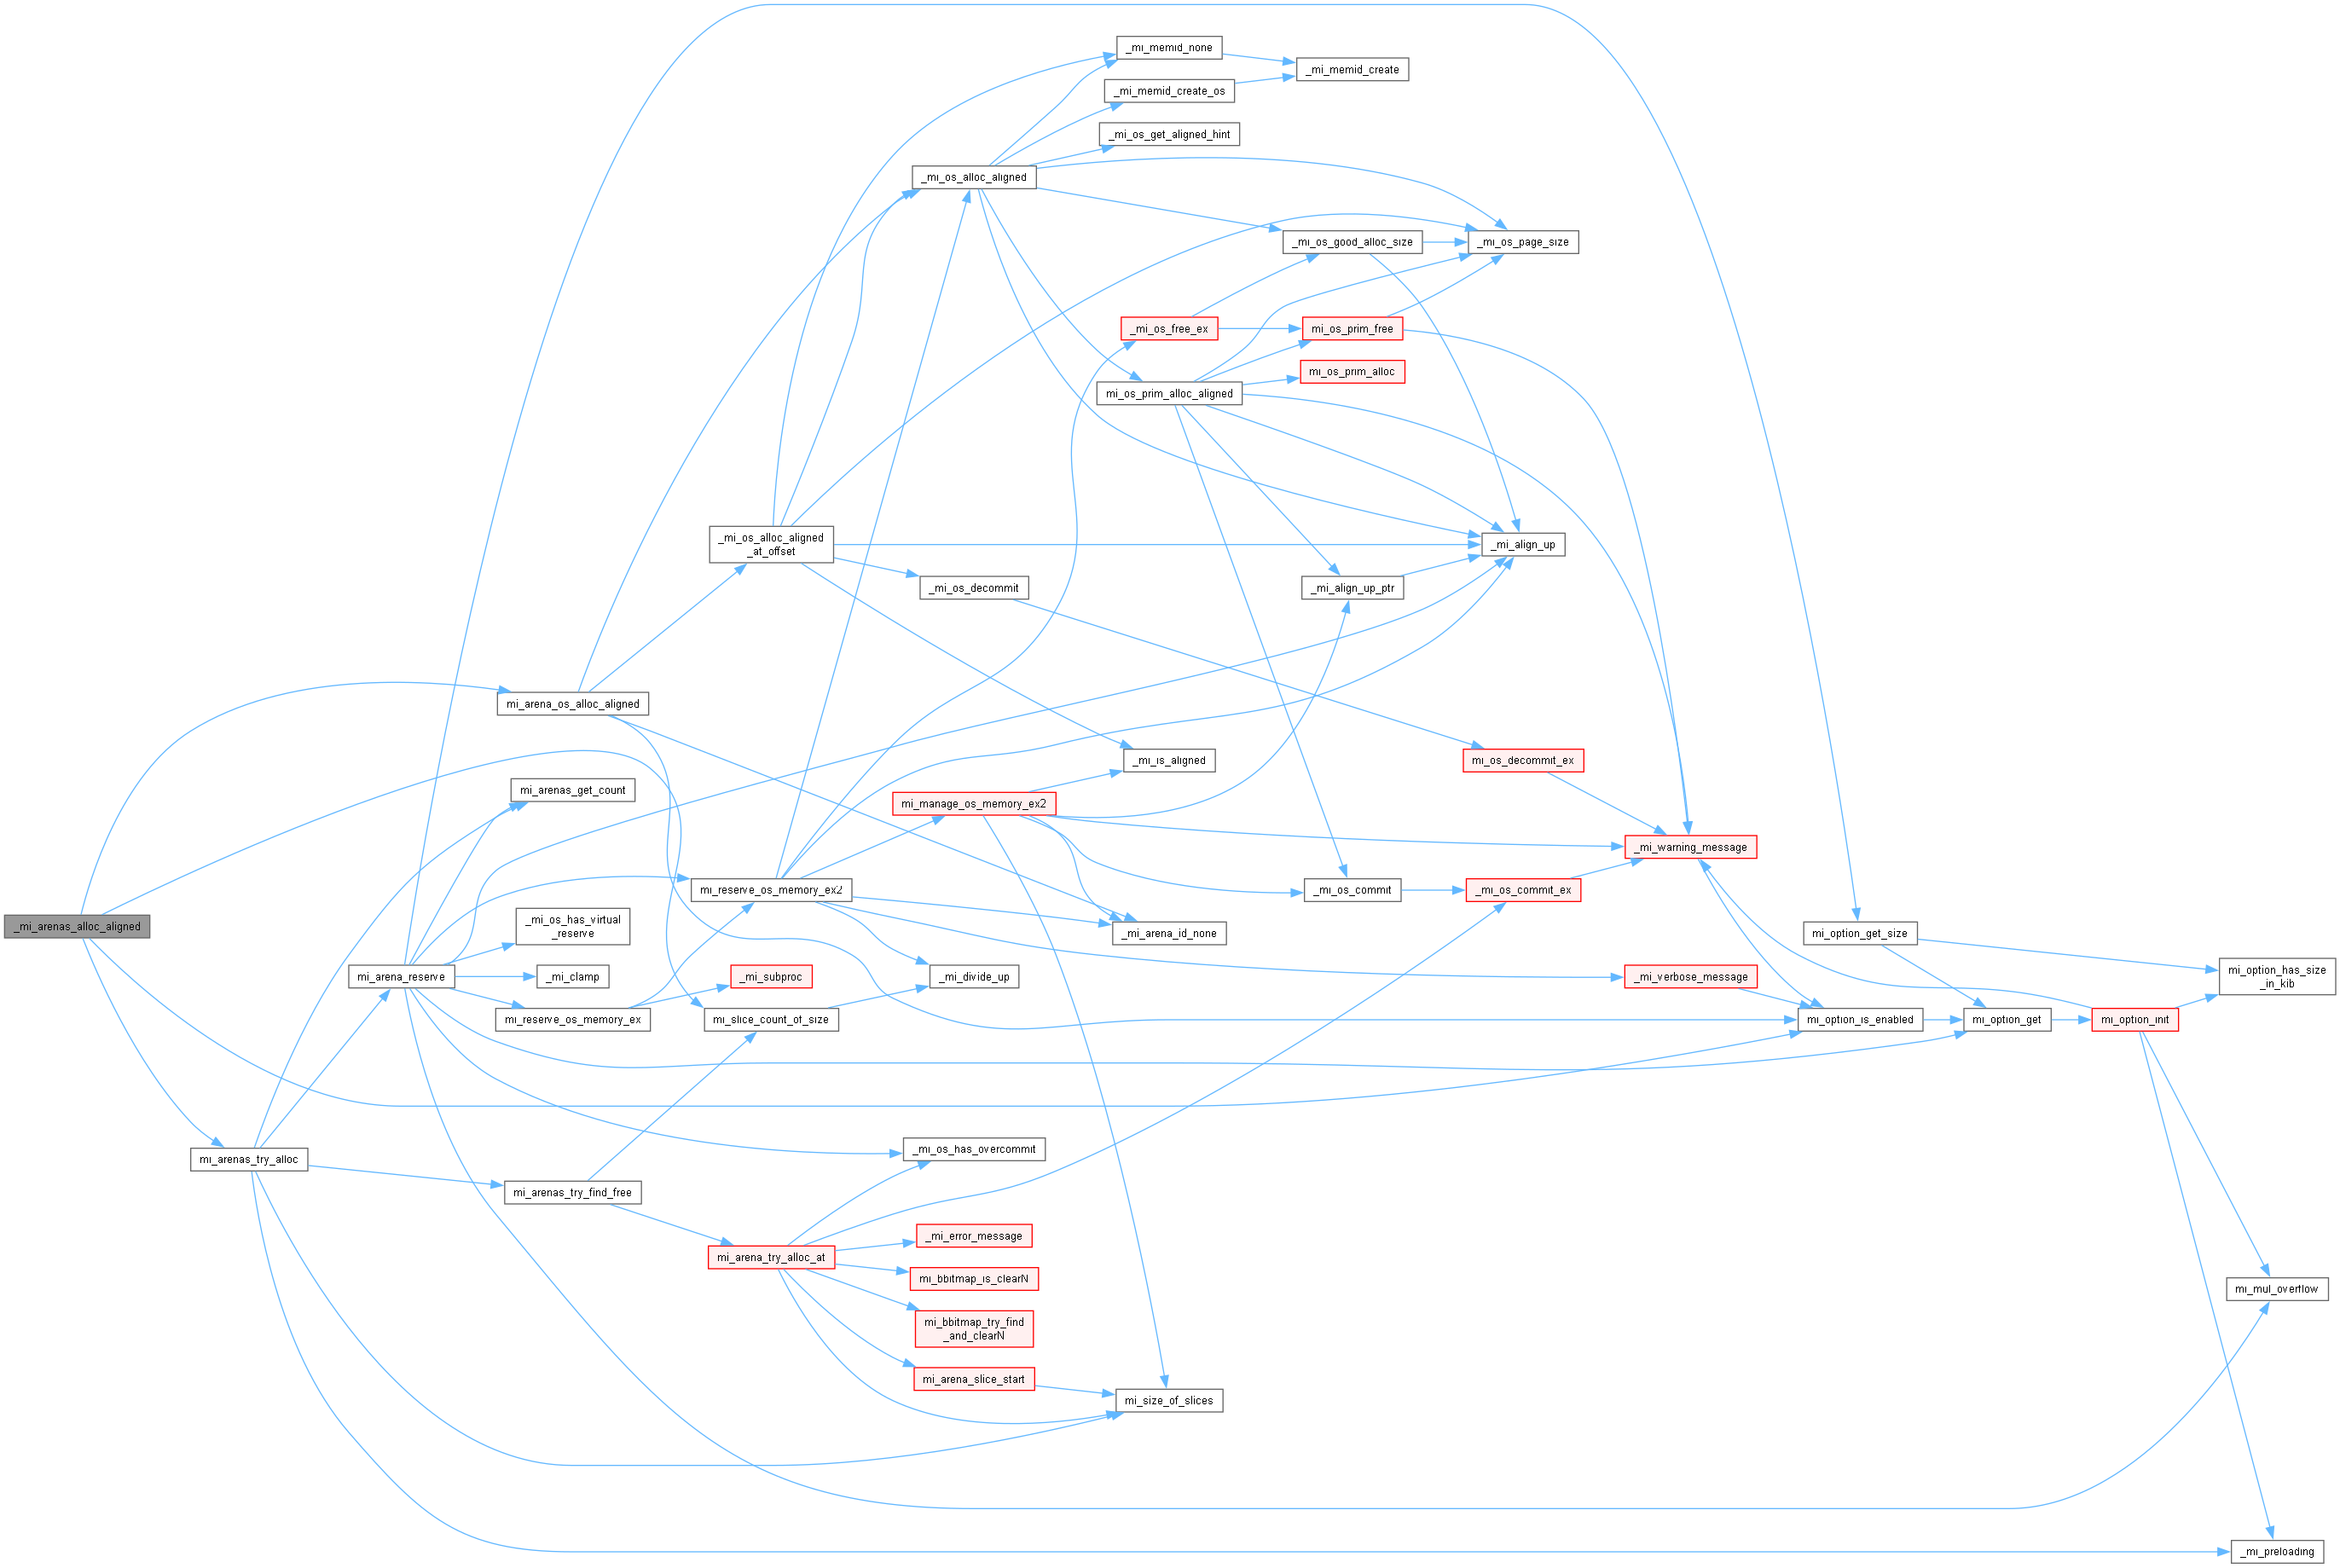 _mi_memid_none
_mi_memid_create
_mi_memid_create_os
_mi_os_get_aligned_hint
_mi_os_alloc_aligned
_mi_os_good_alloc_size
_mi_os_page_size
_mi_os_free_ex
mi_os_prim_free
mi_os_prim_alloc
mi_os_prim_alloc_aligned
_mi_os_alloc_aligned
_at_offset
_mi_align_up
_mi_os_decommit
_mi_align_up_ptr
mi_arena_os_alloc_aligned
_mi_is_aligned
mi_os_decommit_ex
mi_arenas_get_count
mi_manage_os_memory_ex2
_mi_warning_message
mi_reserve_os_memory_ex2
_mi_os_commit
_mi_os_commit_ex
_mi_arenas_alloc_aligned
_mi_os_has_virtual
_reserve
_mi_arena_id_none
mi_option_get_size
mi_arena_reserve
_mi_clamp
_mi_subproc
_mi_divide_up
_mi_verbose_message
mi_option_has_size
_in_kib
mi_reserve_os_memory_ex
mi_slice_count_of_size
mi_option_is_enabled
mi_option_get
mi_option_init
mi_arenas_try_alloc
_mi_os_has_overcommit
mi_arenas_try_find_free
_mi_error_message
mi_arena_try_alloc_at
mi_bbitmap_is_clearN
mi_mul_overflow
mi_bbitmap_try_find
_and_clearN
mi_arena_slice_start
mi_size_of_slices
_mi_preloading